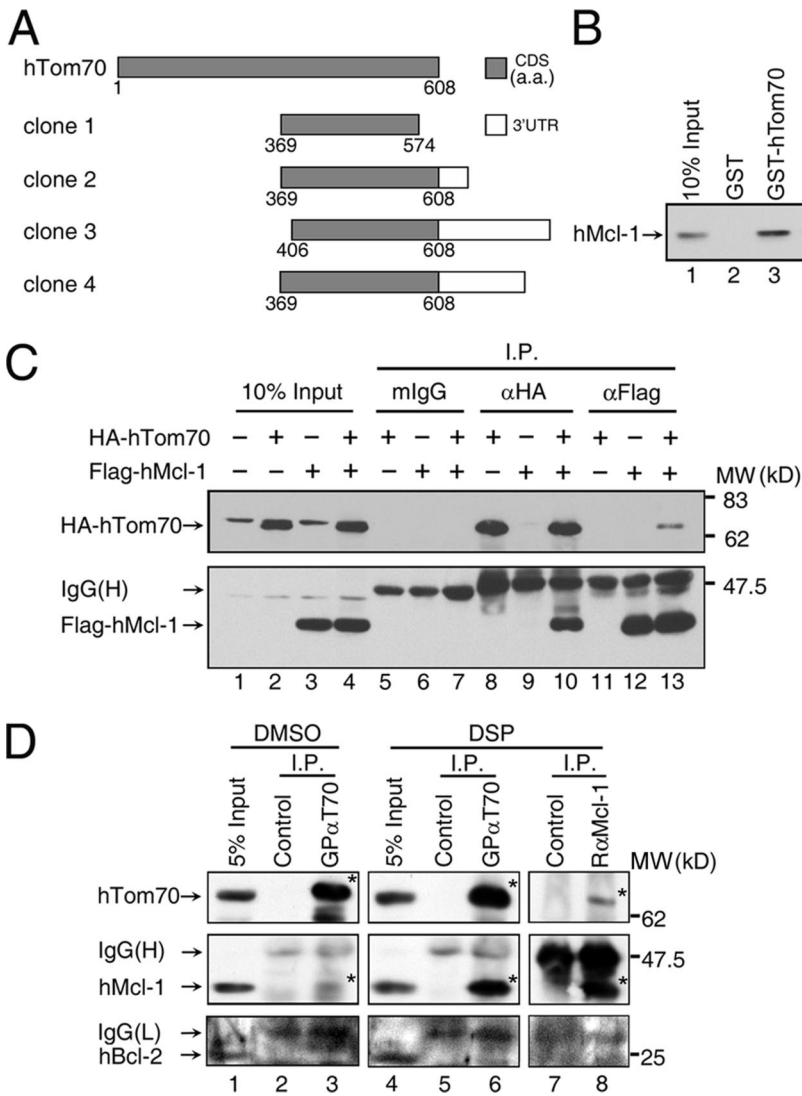 A
hTom70
1 608
CDS
(a.a.)
3'UTR
clone 1
369 574
clone 2
369 608
clone 3
406 608
clone 4
369 608
B
10% Input
GST
GST-hTom70
hMcl-1→
1 2 3
C
I.P.
10% Input mIgG αHA αFlag
HA-hTom70 − + − + + − + + − + + − +
Flag-hMcl-1 − − + + − + + − + + − + +
MW (kD)
HA-hTom70→
83
62
IgG(H) →
47.5
Flag-hMcl-1→
1 2 3 4 5 6 7 8 9 10 11 12 13
D
DMSO DSP
I.P. I.P. I.P.
5% Input Control GPαT70 5% Input Control GPαT70 Control RαMcl-1
MW (kD)
hTom70→ * * *
62
IgG(H) →
47.5
hMcl-1→ * * *
IgG(L) →
hBcl-2 →
25
1 2 3 4 5 6 7 8